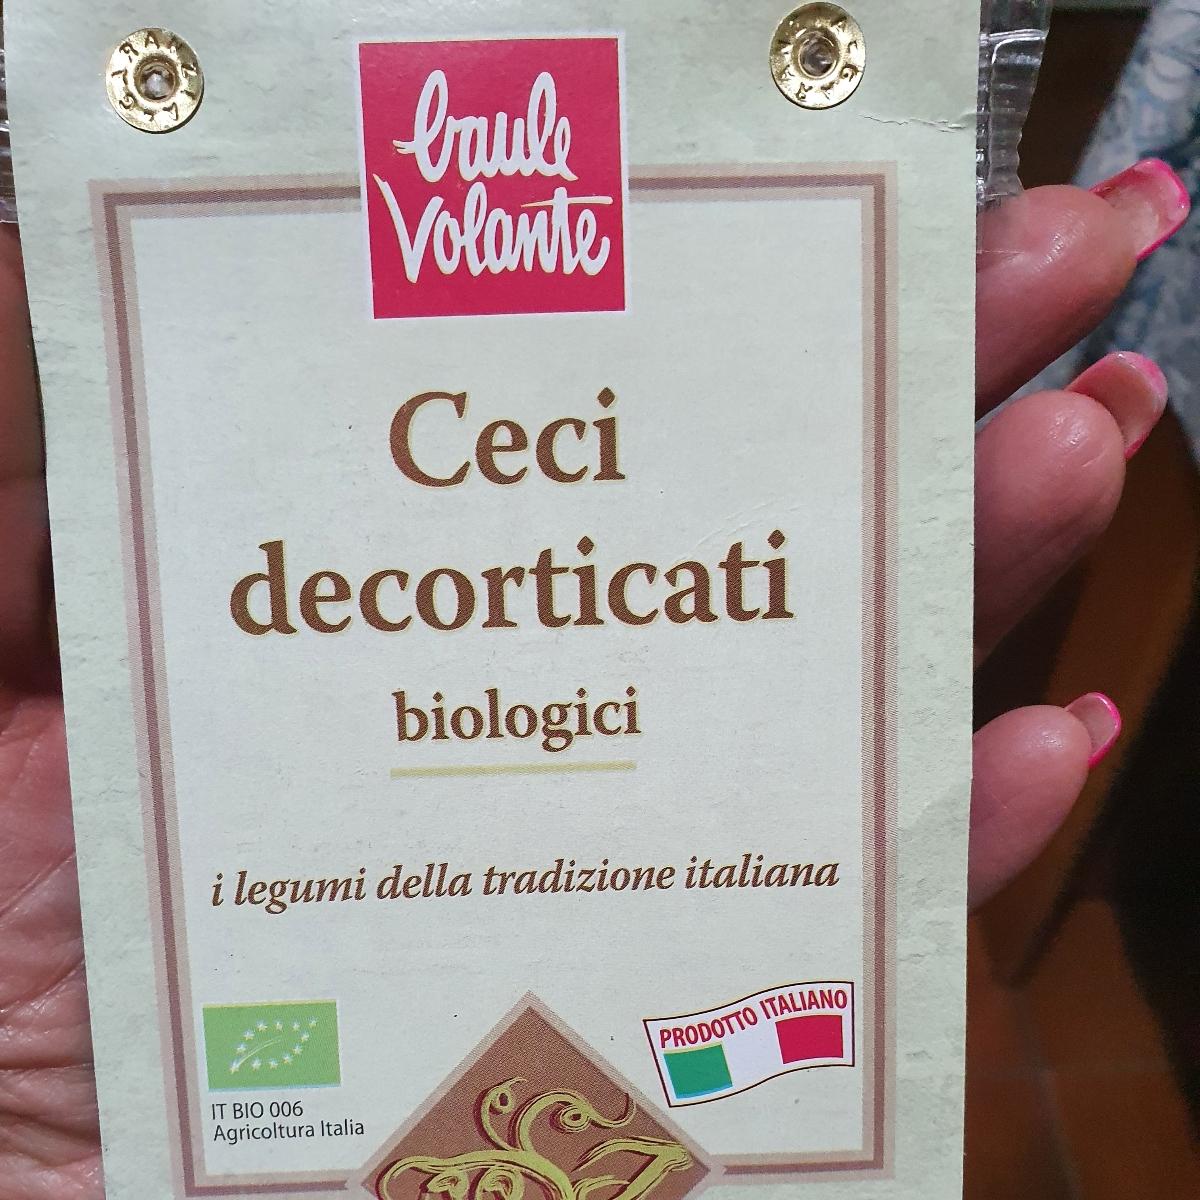 baule
Volante
Ceci
decorticati
biologici
i legumi della tradizione italiana
PRODOTTO ITALIANO
IT BIO 006
Agricoltura Italia